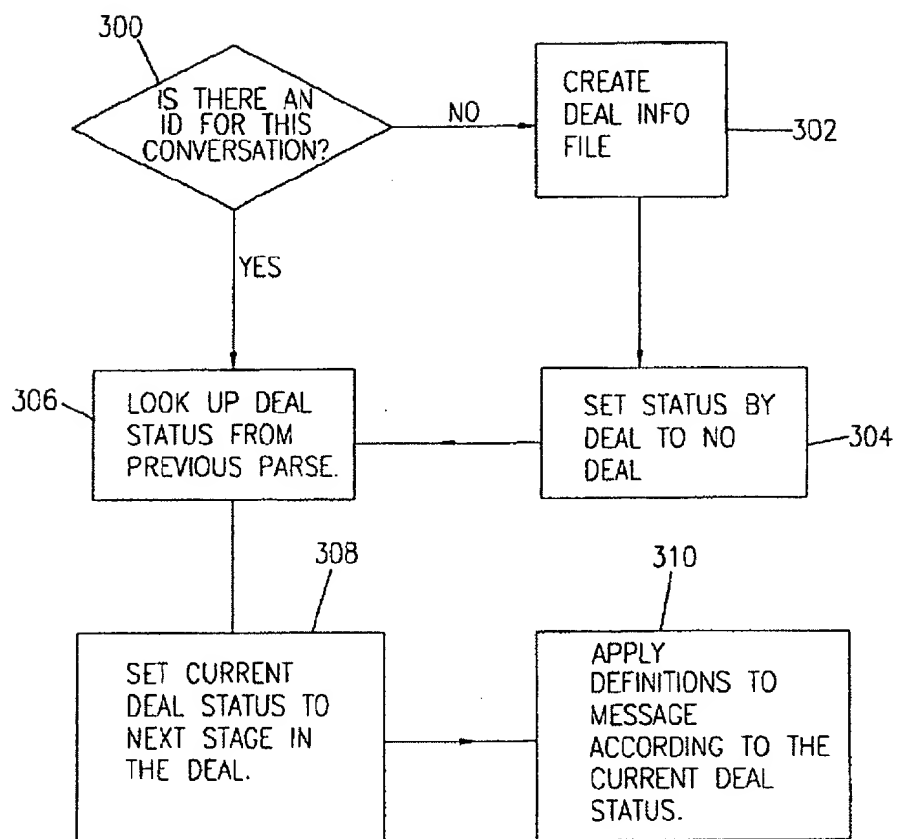 300
IS THERE AN
ID FOR THIS
CONVERSATION?
NO
CREATE
DEAL INFO
FILE
302
YES
306
LOOK UP DEAL
STATUS FROM
PREVIOUS PARSE.
SET STATUS BY
DEAL TO NO
DEAL
304
308
SET CURRENT
DEAL STATUS TO
NEXT STAGE IN
THE DEAL.
310
APPLY
DEFINITIONS TO
MESSAGE
ACCORDING TO THE
CURRENT DEAL
STATUS.